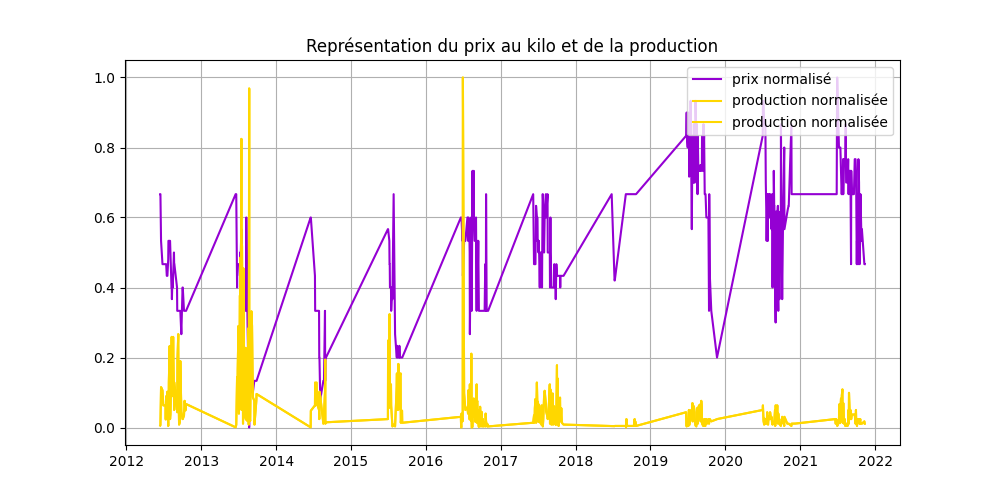 Représentation du prix au kilo et de la production
prix normalisé
production normalisée
production normalisée
1.0
0.8
0.6
0.4
0.2
0.0
2012 2013 2014 2015 2016 2017 2018 2019 2020 2021 2022